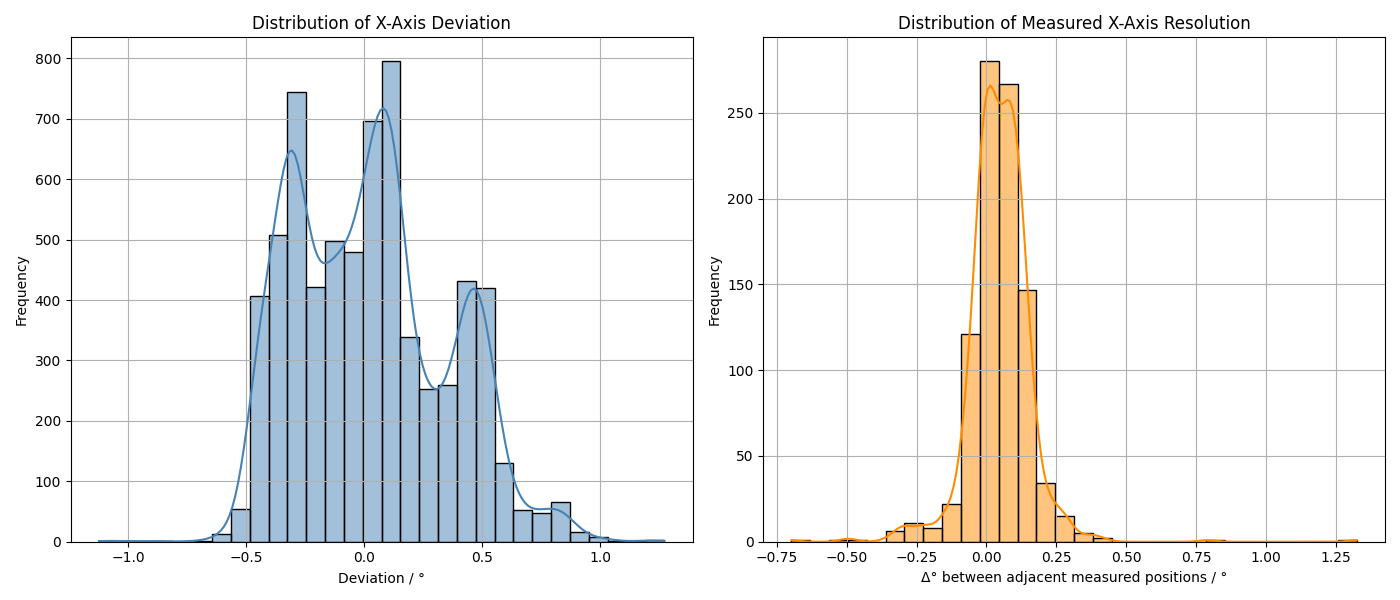 Distribution of X-Axis Deviation
Frequency
800
700
600
500
400
300
200
100
0
−1.0 −0.5 0.0 0.5 1.0
Deviation / °
Distribution of Measured X-Axis Resolution
Frequency
250
200
150
100
50
0
−0.75 −0.50 −0.25 0.00 0.25 0.50 0.75 1.00 1.25
Δ° between adjacent measured positions / °